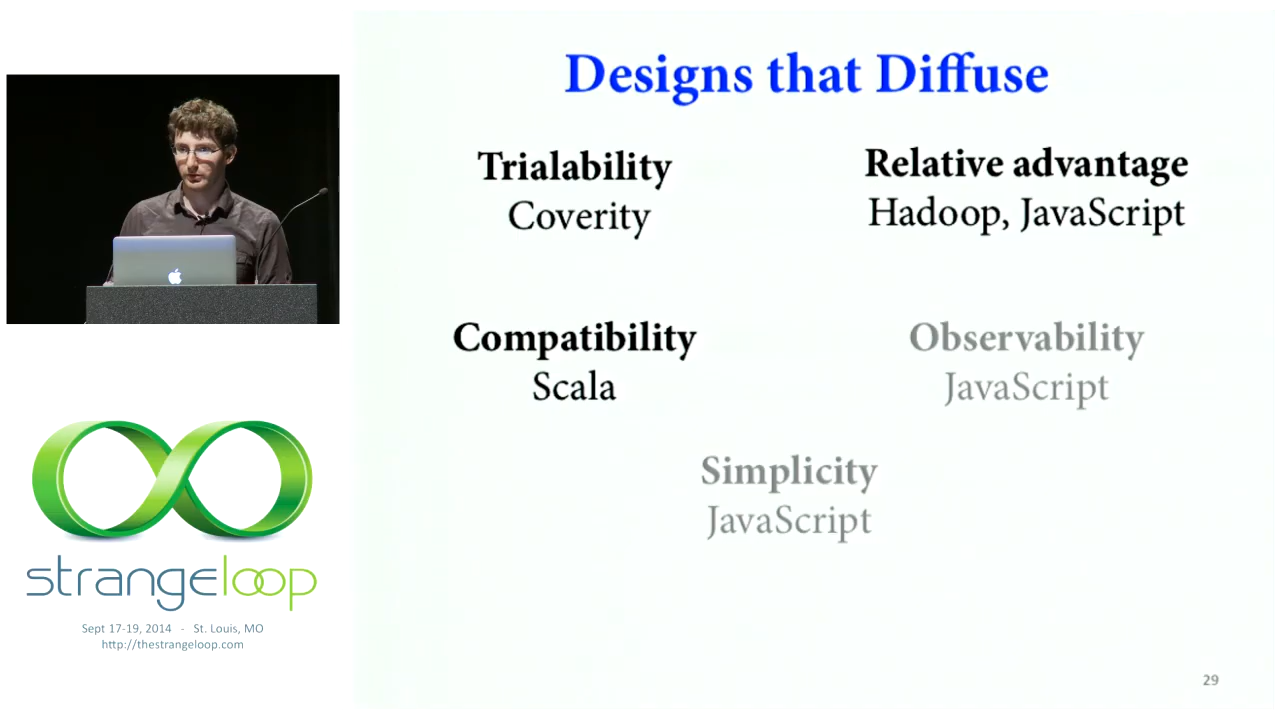 Designs that Diffuse
Trialability
Coverity
Relative advantage
Hadoop, JavaScript
Compatibility
Scala
Observability
JavaScript
Simplicity
JavaScript
strangeloop
Sept 17-19, 2014 - St. Louis, MO
http://thestrangeloop.com
29